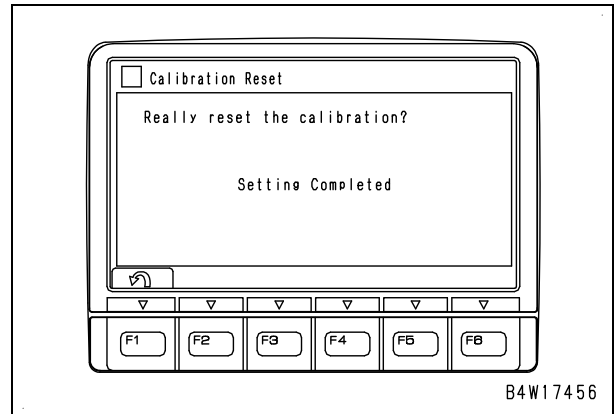 Calibration Reset
Really reset the calibration?
Setting Completed
F1 F2 F3 F4 F5 F6
B4W17456